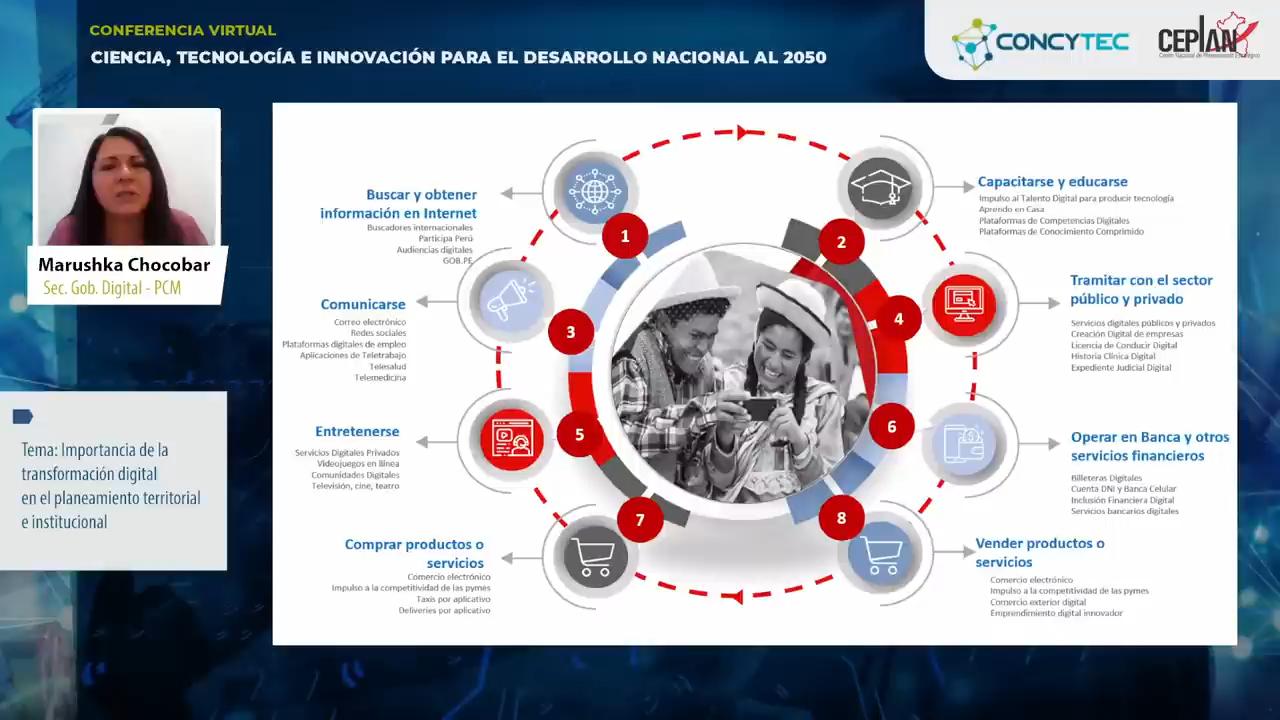 CONFERENCIA VIRTUAL
CIENCIA, TECNOLOGÍA E INNOVACIÓN PARA EL DESARROLLO NACIONAL AL 2050
CONCYTEC
CEPLAN
Centro Nacional de Planeamiento Estratégico
Marushka Chocobar
Sec. Gob. Digital - PCM
Tema: Importancia de la
transformación digital
en el planeamiento territorial
e institucional
Buscar y obtener
información en Internet
Buscadores internacionales
Participa Perú
Audiencias digitales
GOB.PE
1
Capacitarse y educarse
Impulso al Talento Digital para producir tecnología
Aprendo en Casa
Plataformas de Competencias Digitales
Plataformas de Conocimiento Comprimido
2
Comunicarse
Correo electrónico
Redes sociales
Plataformas digitales de empleo
Aplicaciones de Teletrabajo
Telesalud
Telemedicina
3
Tramitar con el sector
público y privado
Servicios digitales públicos y privados
Creación Digital de empresas
Licencia de Conducir Digital
Historia Clínica Digital
Expediente Judicial Digital
4
Entretenerse
Servicios Digitales Privados
Videojuegos en línea
Comunidades Digitales
Televisión, cine, teatro
5
Operar en Banca y otros
servicios financieros
Billeteras Digitales
Cuenta DNI y Banca Celular
Inclusión Financiera Digital
Servicios bancarios digitales
6
Comprar productos o
servicios
Comercio electrónico
Impulso a la competitividad de las pymes
Taxis por aplicativo
Deliveries por aplicativo
7
Vender productos o
servicios
Comercio electrónico
Impulso a la competitividad de las pymes
Comercio exterior digital
Emprendimiento digital innovador
8